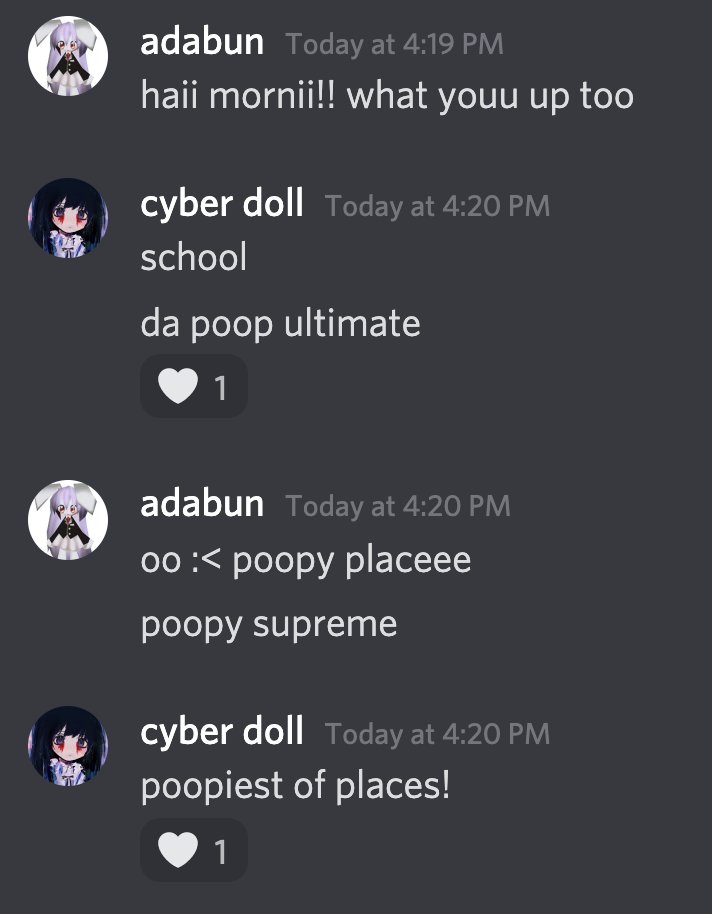 adabun Today at 4:19 PM
haii mornii!! what youu up too
cyber doll Today at 4:20 PM
school
da poop ultimate
1
adabun Today at 4:20 PM
oo :< poopy placeee
poopy supreme
cyber doll Today at 4:20 PM
poopiest of places!
1